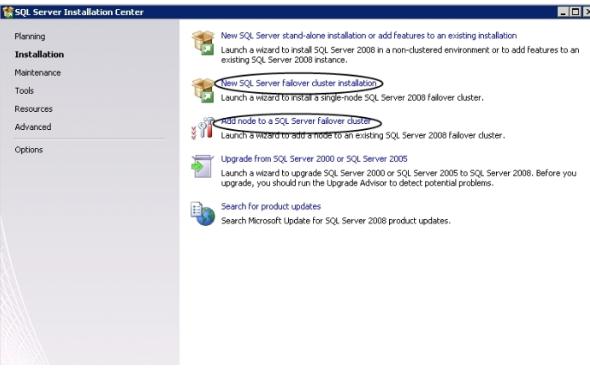 SQL Server Installation Center
Planning
Installation
Maintenance
Tools
Resources
Advanced
Options
New SQL Server stand-alone installation or add features to an existing installation
Launch a wizard to install SQL Server 2008 in a non-clustered environment or to add features to an
existing SQL Server 2008 instance.
New SQL Server failover cluster installation
Launch a wizard to install a single-node SQL Server 2008 failover cluster.
Add node to a SQL Server failover cluster
Launch a wizard to add a node to an existing SQL Server 2008 failover cluster.
Upgrade from SQL Server 2000 or SQL Server 2005
Launch a wizard to upgrade SQL Server 2000 or SQL Server 2005 to SQL Server 2008. Before you
upgrade, you should run the Upgrade Advisor to detect potential problems.
Search for product updates
Search Microsoft Update for SQL Server 2008 product updates.